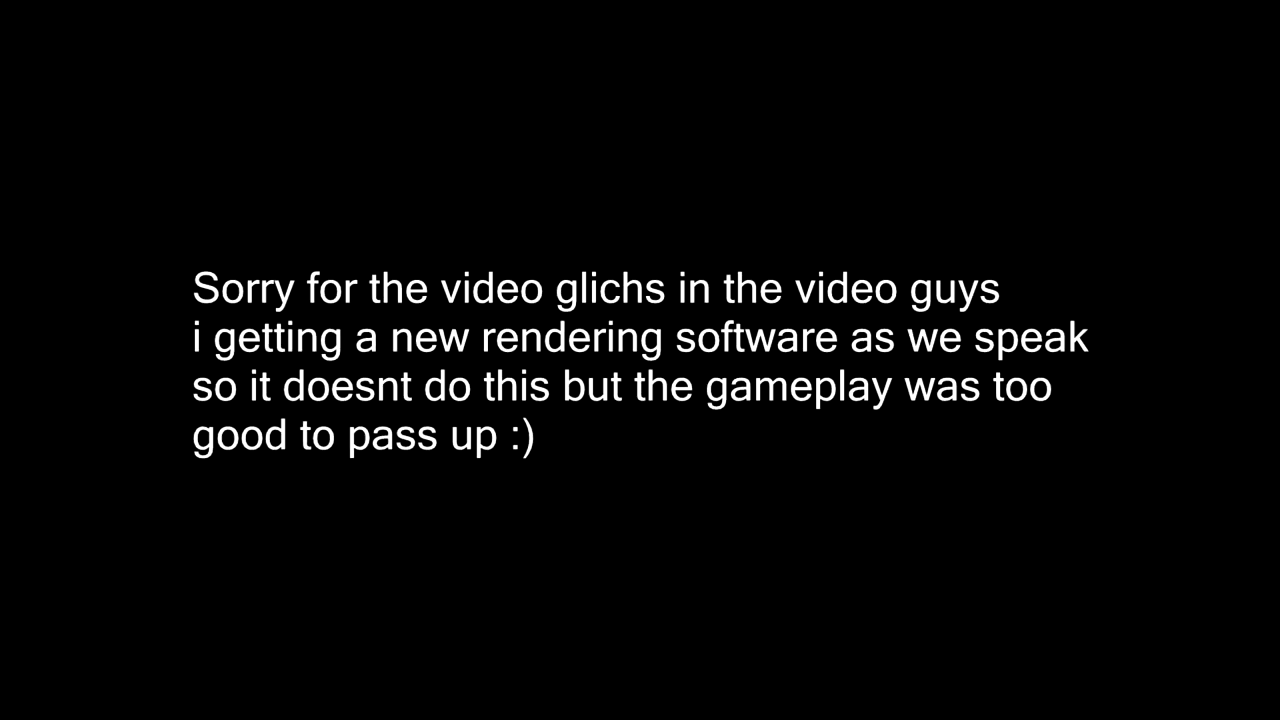 Sorry for the video glichs in the video guys
i getting a new rendering software as we speak
so it doesnt do this but the gameplay was too
good to pass up :)